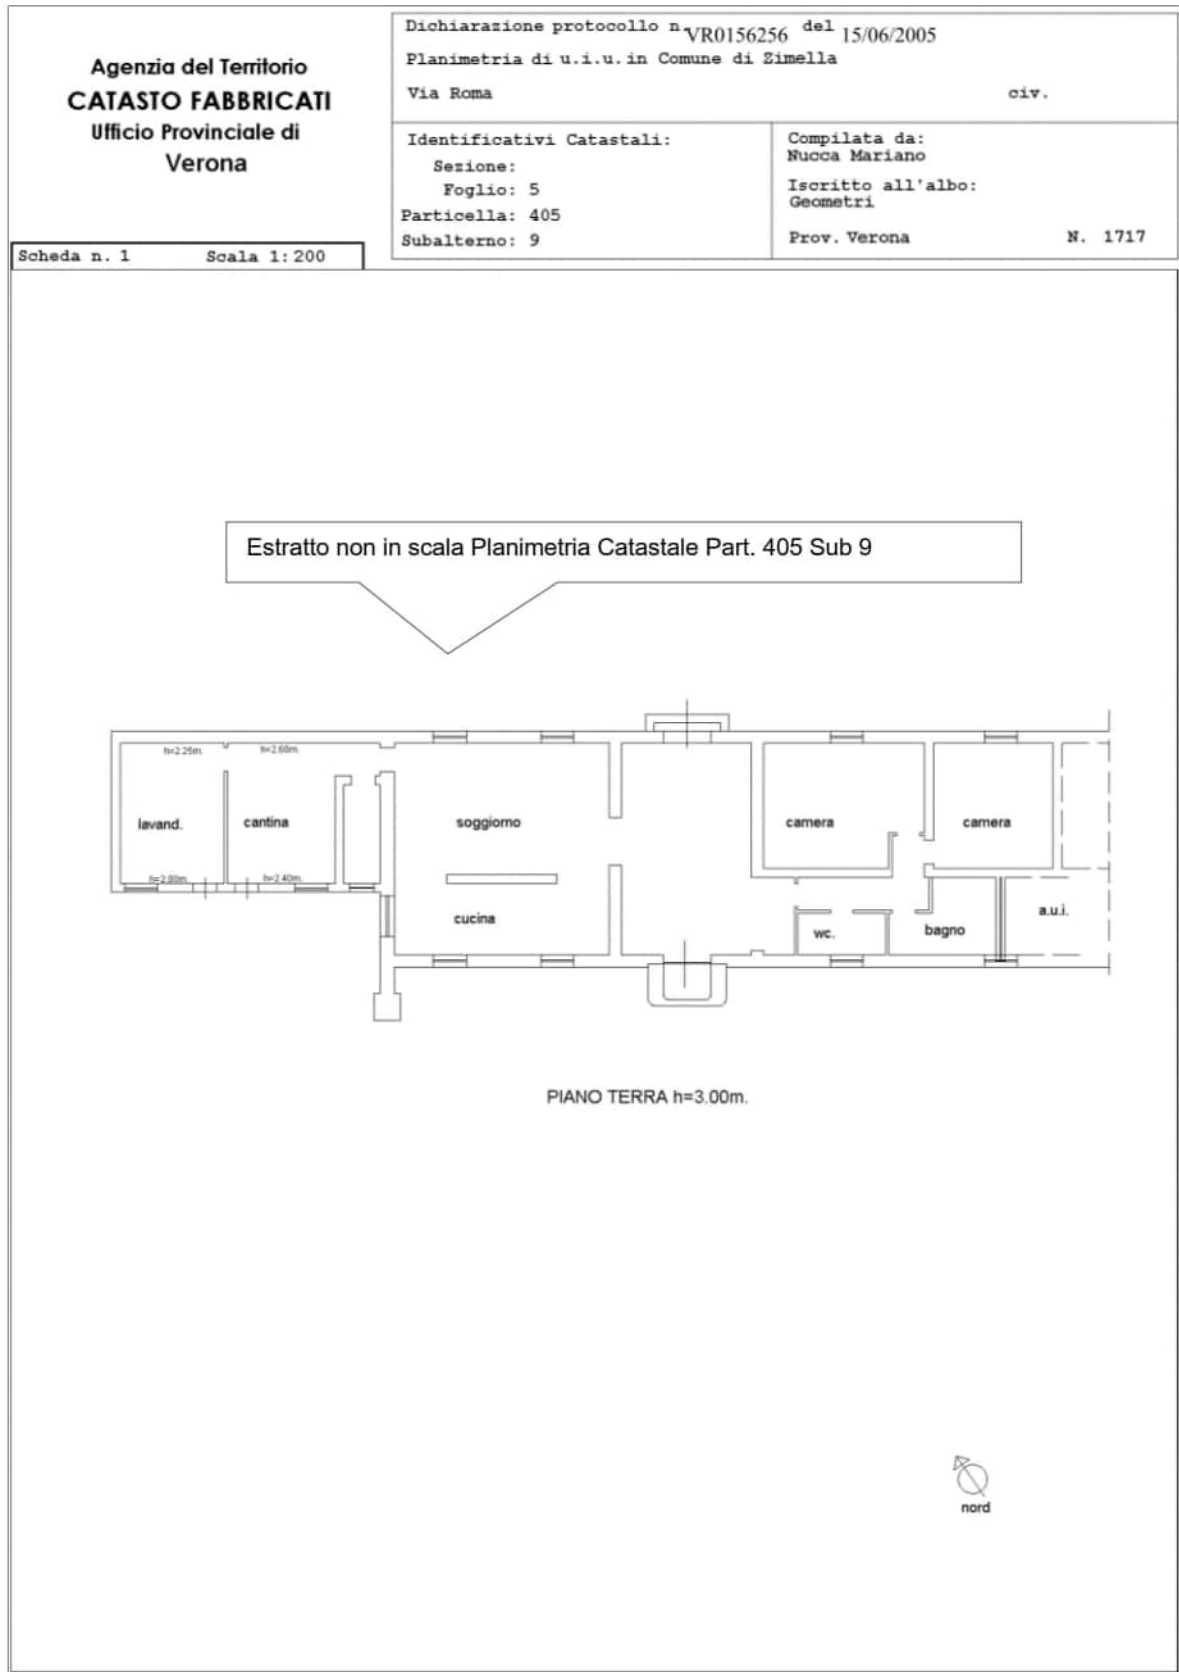 Agenzia del Territorio
CATASTO FABBRICATI
Ufficio Provinciale di
Verona
Dichiarazione protocollo n. VR0156256 del 15/06/2005
Planimetria di u.i.u. in Comune di Zimella
Via Roma civ.
Identificativi Catastali:
Sezione:
Foglio: 5
Particella: 405
Subalterno: 9
Compilata da:
Nucca Mariano
Iscritto all'albo:
Geometri
Prov. Verona N. 1717
Scheda n. 1 Scala 1:200
Estratto non in scala Planimetria Catastale Part. 405 Sub 9
h=2.25m. h=2.60m.
lavand. cantina soggiorno camera camera
h=2.00m. h=2.40m.
cucina wc. bagno a.u.i.
PIANO TERRA h=3.00m.
nord